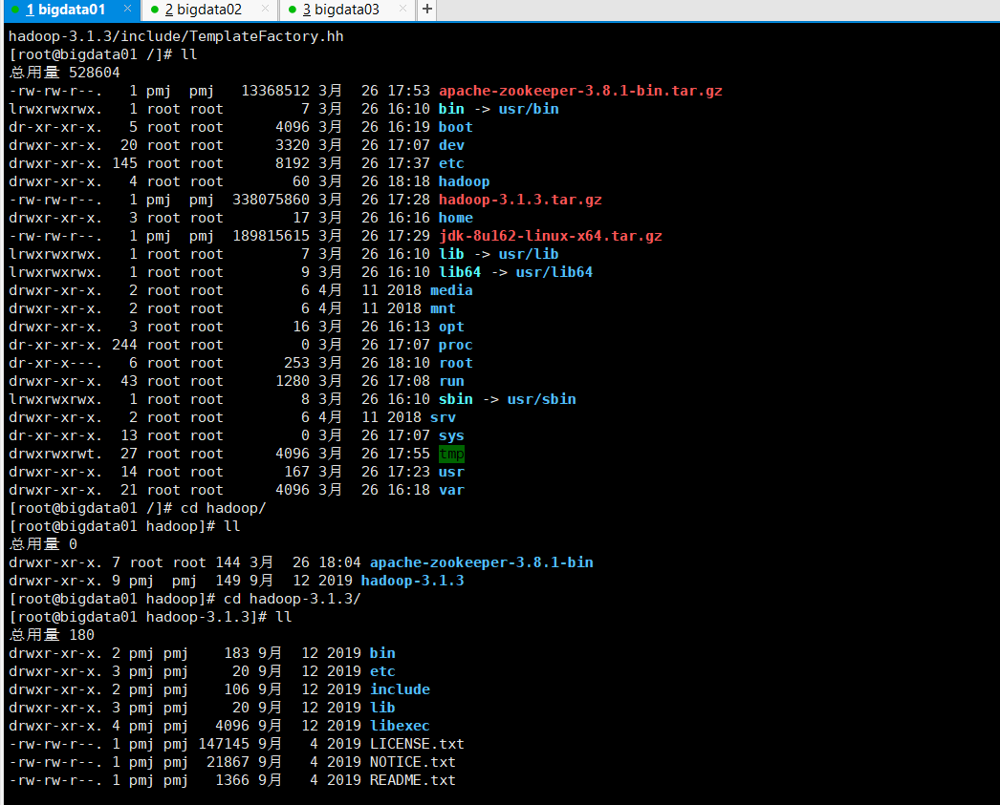 1 bigdata01 × 2 bigdata02 × 3 bigdata03 × +
hadoop-3.1.3/include/TemplateFactory.hh
[root@bigdata01 /]# ll
总用量 528604
-rw-rw-r--.   1 pmj  pmj   13368512 3月  26 17:53 apache-zookeeper-3.8.1-bin.tar.gz
lrwxrwxrwx.   1 root root         7 3月  26 16:10 bin -> usr/bin
dr-xr-xr-x.   5 root root      4096 3月  26 16:19 boot
drwxr-xr-x.  20 root root      3320 3月  26 17:07 dev
drwxr-xr-x. 145 root root      8192 3月  26 17:37 etc
drwxr-xr-x.   4 root root        60 3月  26 18:18 hadoop
-rw-rw-r--.   1 pmj  pmj  338075860 3月  26 17:28 hadoop-3.1.3.tar.gz
drwxr-xr-x.   3 root root        17 3月  26 16:16 home
-rw-rw-r--.   1 pmj  pmj  189815615 3月  26 17:29 jdk-8u162-linux-x64.tar.gz
lrwxrwxrwx.   1 root root         7 3月  26 16:10 lib -> usr/lib
lrwxrwxrwx.   1 root root         9 3月  26 16:10 lib64 -> usr/lib64
drwxr-xr-x.   2 root root         6 4月  11 2018 media
drwxr-xr-x.   2 root root         6 4月  11 2018 mnt
drwxr-xr-x.   3 root root        16 3月  26 16:13 opt
dr-xr-xr-x. 244 root root         0 3月  26 17:07 proc
dr-xr-x---.   6 root root       253 3月  26 18:10 root
drwxr-xr-x.  43 root root      1280 3月  26 17:08 run
lrwxrwxrwx.   1 root root         8 3月  26 16:10 sbin -> usr/sbin
drwxr-xr-x.   2 root root         6 4月  11 2018 srv
dr-xr-xr-x.  13 root root         0 3月  26 17:07 sys
drwxrwxrwt.  27 root root      4096 3月  26 17:55 tmp
drwxr-xr-x.  14 root root       167 3月  26 17:23 usr
drwxr-xr-x.  21 root root      4096 3月  26 16:18 var
[root@bigdata01 /]# cd hadoop/
[root@bigdata01 hadoop]# ll
总用量 0
drwxr-xr-x. 7 root root 144 3月  26 18:04 apache-zookeeper-3.8.1-bin
drwxr-xr-x. 9 pmj  pmj  149 9月  12 2019 hadoop-3.1.3
[root@bigdata01 hadoop]# cd hadoop-3.1.3/
[root@bigdata01 hadoop-3.1.3]# ll
总用量 180
drwxr-xr-x. 2 pmj pmj    183 9月  12 2019 bin
drwxr-xr-x. 3 pmj pmj     20 9月  12 2019 etc
drwxr-xr-x. 2 pmj pmj    106 9月  12 2019 include
drwxr-xr-x. 3 pmj pmj     20 9月  12 2019 lib
drwxr-xr-x. 4 pmj pmj   4096 9月  12 2019 libexec
-rw-rw-r--. 1 pmj pmj 147145 9月   4 2019 LICENSE.txt
-rw-rw-r--. 1 pmj pmj  21867 9月   4 2019 NOTICE.txt
-rw-rw-r--. 1 pmj pmj   1366 9月   4 2019 README.txt